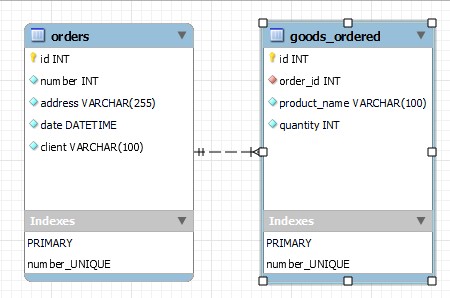 orders
id INT
number INT
address VARCHAR(255)
date DATETIME
client VARCHAR(100)
Indexes
PRIMARY
number_UNIQUE
goods_ordered
id INT
order_id INT
product_name VARCHAR(100)
quantity INT
Indexes
PRIMARY
number_UNIQUE